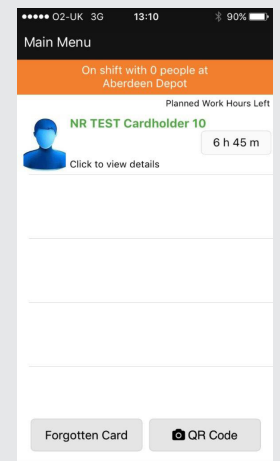 O2-UK 3G 13:10 90%
Main Menu
On shift with 0 people at
Aberdeen Depot
Planned Work Hours Left
NR TEST Cardholder 10
6 h 45 m
Click to view details
Forgotten Card
QR Code